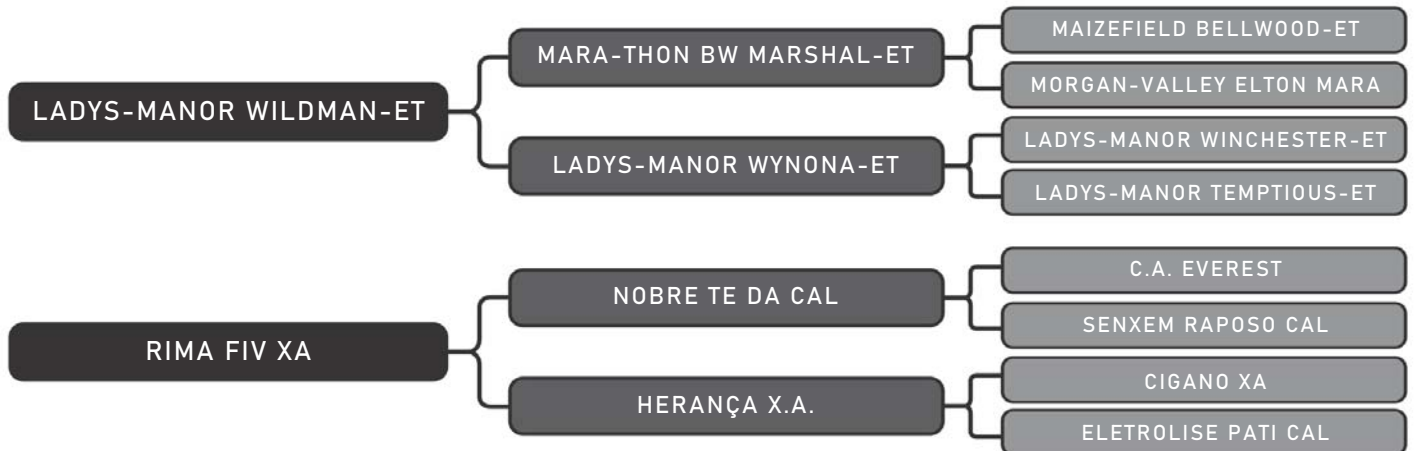 LADYS-MANOR WILDMAN-ET
MARA-THON BW MARSHAL-ET
MAIZEFIELD BELLWOOD-ET
MORGAN-VALLEY ELTON MARA
LADYS-MANOR WYNONA-ET
LADYS-MANOR WINCHESTER-ET
LADYS-MANOR TEMPTIOUS-ET
RIMA FIV XA
NOBRE TE DA CAL
C.A. EVEREST
SENXEM RAPOSO CAL
HERANÇA X.A.
CIGANO XA
ELETROLISE PATI CAL